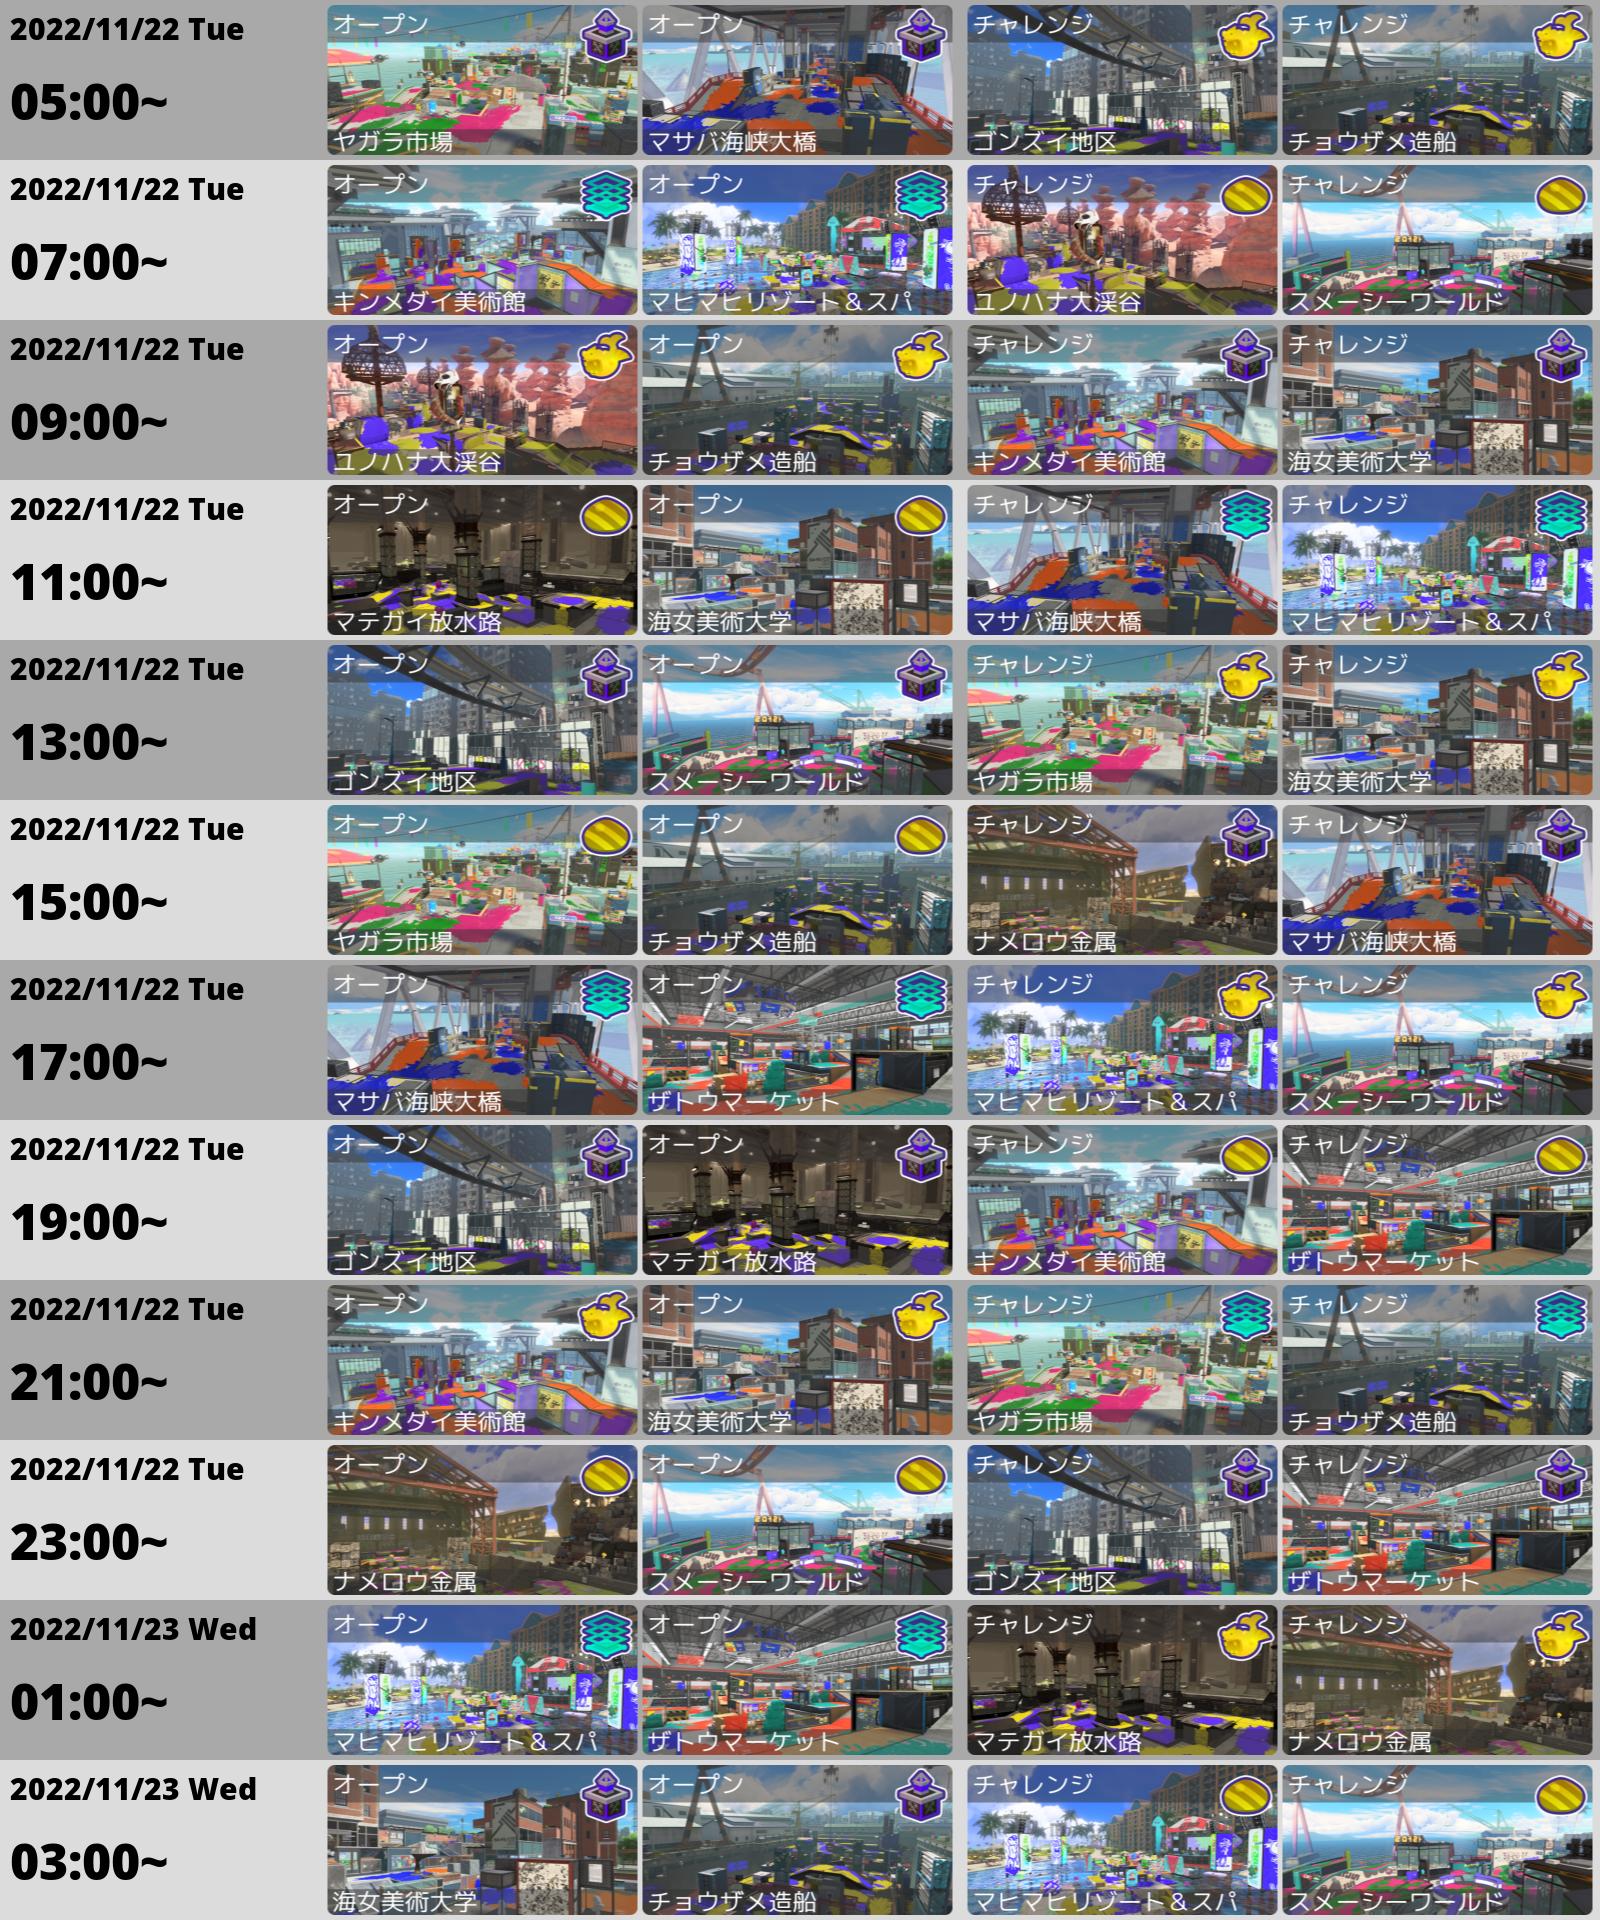 2022/11/22 Tue
05:00~
オープン
ヤガラ市場
オープン
マサバ海峡大橋
チャレンジ
ゴンズイ地区
チャレンジ
チョウザメ造船
2022/11/22 Tue
07:00~
オープン
キンメダイ美術館
オープン
マヒマヒリゾート&スパ
チャレンジ
ユノハナ大渓谷
チャレンジ
スメーシーワールド
2022/11/22 Tue
09:00~
オープン
ユノハナ大渓谷
オープン
チョウザメ造船
チャレンジ
キンメダイ美術館
チャレンジ
海女美術大学
2022/11/22 Tue
11:00~
オープン
マテガイ放水路
オープン
海女美術大学
チャレンジ
マサバ海峡大橋
チャレンジ
マヒマヒリゾート&スパ
2022/11/22 Tue
13:00~
オープン
ゴンズイ地区
オープン
スメーシーワールド
チャレンジ
ヤガラ市場
チャレンジ
海女美術大学
2022/11/22 Tue
15:00~
オープン
ヤガラ市場
オープン
チョウザメ造船
チャレンジ
ナメロウ金属
チャレンジ
マサバ海峡大橋
2022/11/22 Tue
17:00~
オープン
マサバ海峡大橋
オープン
ザトウマーケット
チャレンジ
マヒマヒリゾート&スパ
チャレンジ
スメーシーワールド
2022/11/22 Tue
19:00~
オープン
ゴンズイ地区
オープン
マテガイ放水路
チャレンジ
キンメダイ美術館
チャレンジ
ザトウマーケット
2022/11/22 Tue
21:00~
オープン
キンメダイ美術館
オープン
海女美術大学
チャレンジ
ヤガラ市場
チャレンジ
チョウザメ造船
2022/11/22 Tue
23:00~
オープン
ナメロウ金属
オープン
スメーシーワールド
チャレンジ
ゴンズイ地区
チャレンジ
ザトウマーケット
2022/11/23 Wed
01:00~
オープン
マヒマヒリゾート&スパ
オープン
ザトウマーケット
チャレンジ
マテガイ放水路
チャレンジ
ナメロウ金属
2022/11/23 Wed
03:00~
オープン
海女美術大学
オープン
チョウザメ造船
チャレンジ
マヒマヒリゾート&スパ
チャレンジ
スメーシーワールド